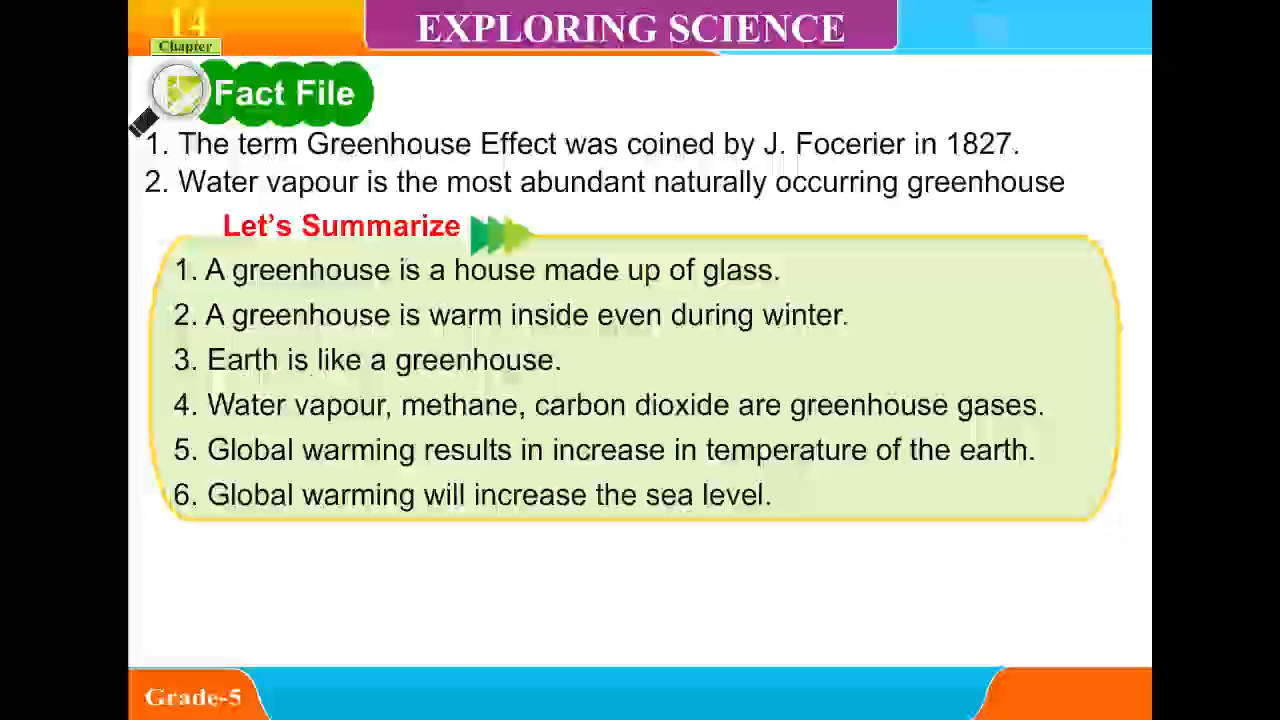 14
Chapter
EXPLORING SCIENCE
Fact File
1. The term Greenhouse Effect was coined by J. Focerier in 1827.
2. Water vapour is the most abundant naturally occurring greenhouse
Let's Summarize
1. A greenhouse is a house made up of glass.
2. A greenhouse is warm inside even during winter.
3. Earth is like a greenhouse.
4. Water vapour, methane, carbon dioxide are greenhouse gases.
5. Global warming results in increase in temperature of the earth.
6. Global warming will increase the sea level.
Grade-5